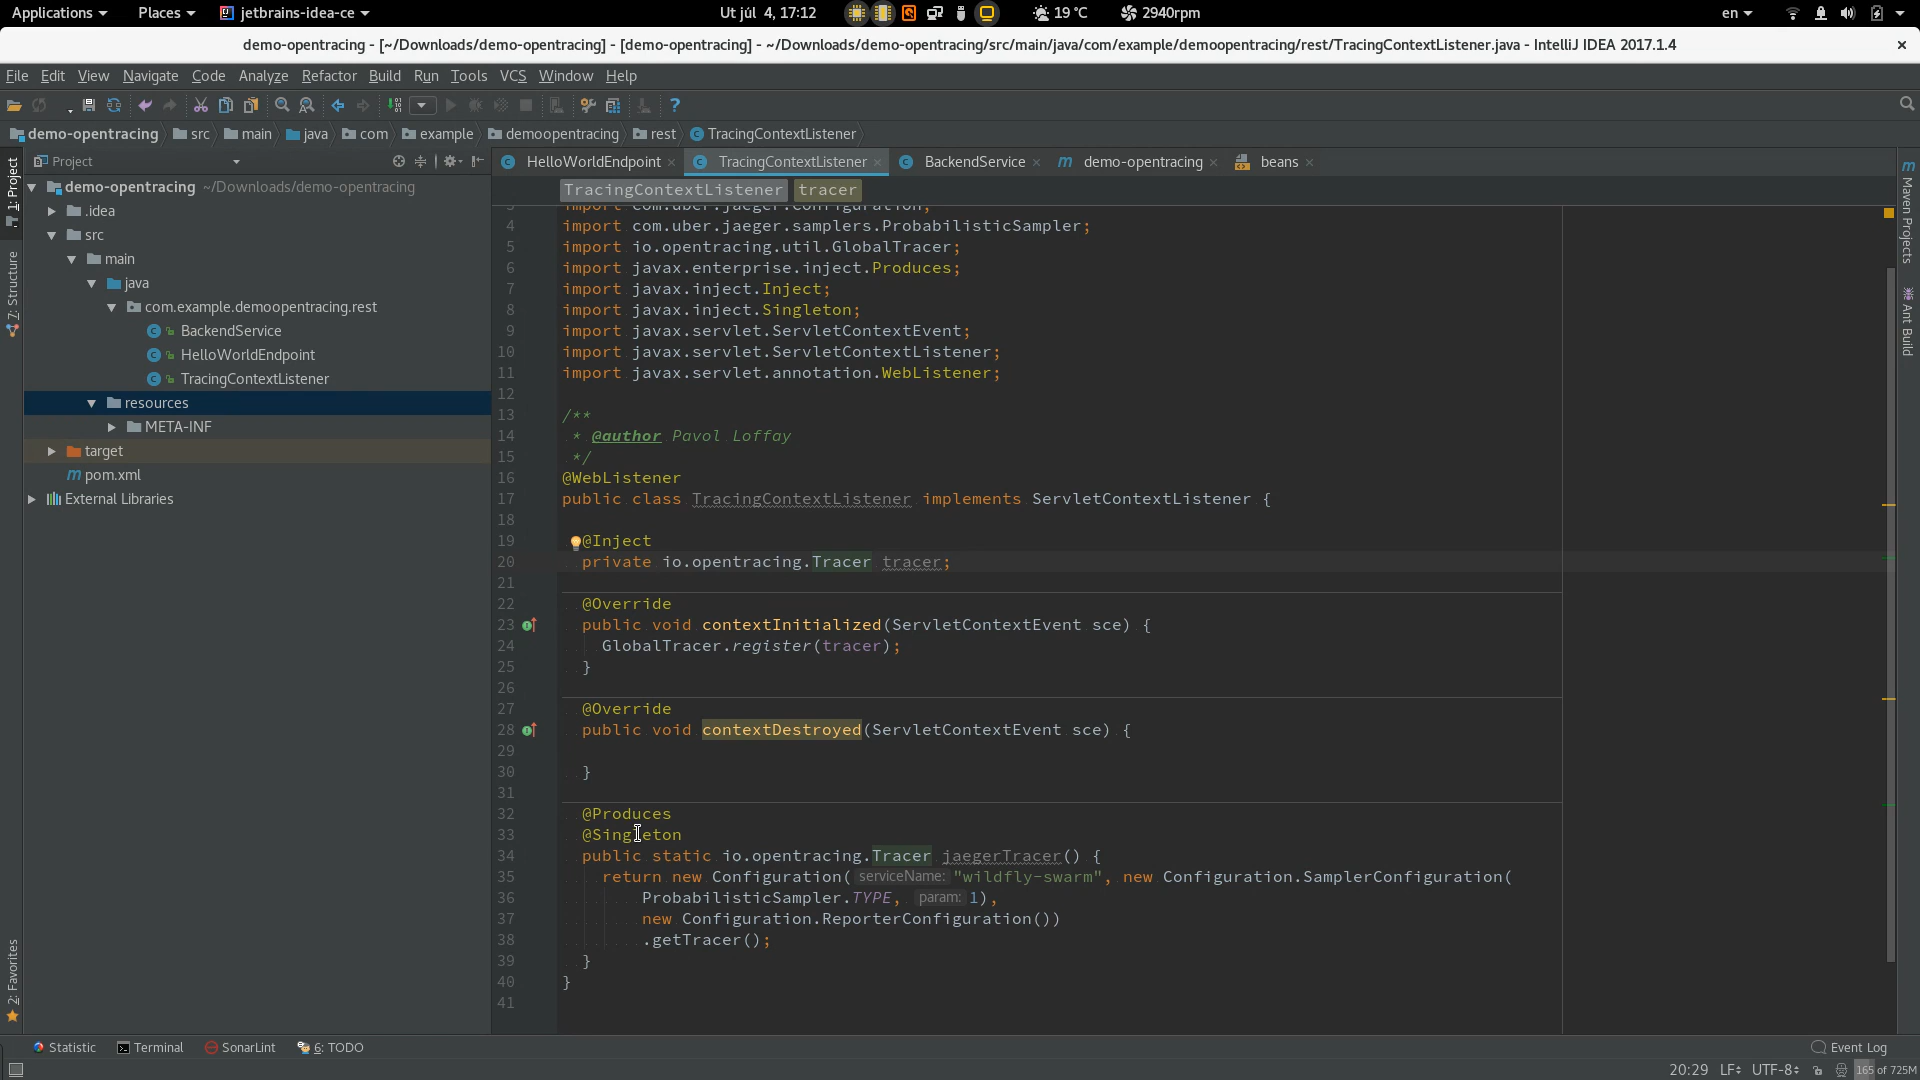 Applications Places jetbrains-idea-ce Ut júl 4, 17:12 19 °C 2940rpm en
demo-opentracing - [~/Downloads/demo-opentracing] - [demo-opentracing] - ~/Downloads/demo-opentracing/src/main/java/com/example/demoopentracing/rest/TracingContextListener.java - IntelliJ IDEA 2017.1.4
File Edit View Navigate Code Analyze Refactor Build Run Tools VCS Window Help
demo-opentracing src main java com example demoopentracing rest TracingContextListener
1: Project
7: Structure
2: Favorites
Project
demo-opentracing ~/Downloads/demo-opentracing
.idea
src
main
java
com.example.demoopentracing.rest
BackendService
HelloWorldEndpoint
TracingContextListener
resources
META-INF
target
pom.xml
External Libraries
HelloWorldEndpoint TracingContextListener BackendService demo-opentracing beans
TracingContextListener tracer
3 import com.uber.jaeger.Configuration;
4 import com.uber.jaeger.samplers.ProbabilisticSampler;
5 import io.opentracing.util.GlobalTracer;
6 import javax.enterprise.inject.Produces;
7 import javax.inject.Inject;
8 import javax.inject.Singleton;
9 import javax.servlet.ServletContextEvent;
10 import javax.servlet.ServletContextListener;
11 import javax.servlet.annotation.WebListener;
12
13 /**
14 * @author Pavol Loffay
15 */
16 @WebListener
17 public class TracingContextListener implements ServletContextListener {
18
19 @Inject
20 private io.opentracing.Tracer tracer;
21
22 @Override
23 public void contextInitialized(ServletContextEvent sce) {
24 GlobalTracer.register(tracer);
25 }
26
27 @Override
28 public void contextDestroyed(ServletContextEvent sce) {
29
30 }
31
32 @Produces
33 @Singleton
34 public static io.opentracing.Tracer jaegerTracer() {
35 return new Configuration( serviceName: "wildfly-swarm", new Configuration.SamplerConfiguration(
36 ProbabilisticSampler.TYPE, param: 1),
37 new Configuration.ReporterConfiguration())
38 .getTracer();
39 }
40 }
41
Maven Projects
Ant Build
Statistic Terminal SonarLint 6: TODO Event Log
20:29 LF UTF-8 165 of 725M